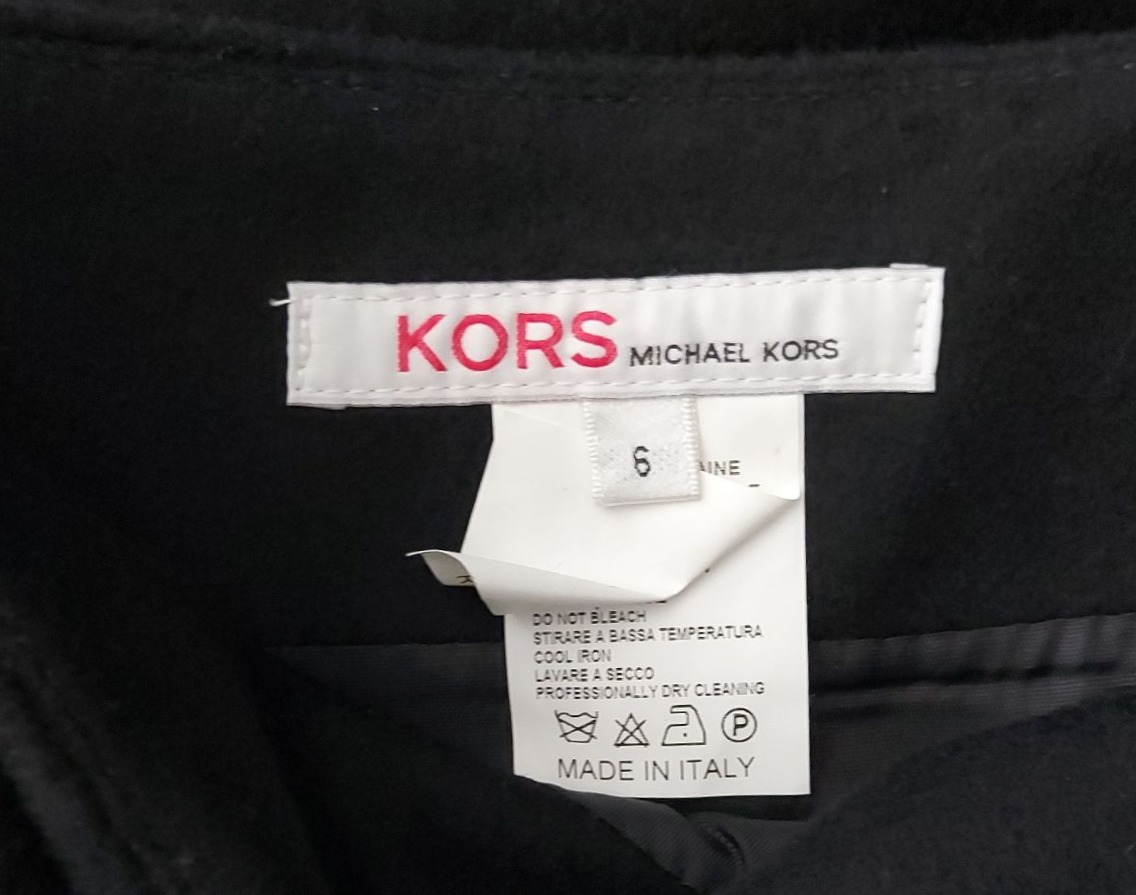 KORS MICHAEL KORS
6
DO NOT BLEACH
STIRARE A BASSA TEMPERATURA
COOL IRON
LAVARE A SECCO
PROFESSIONALLY DRY CLEANING
P
MADE IN ITALY